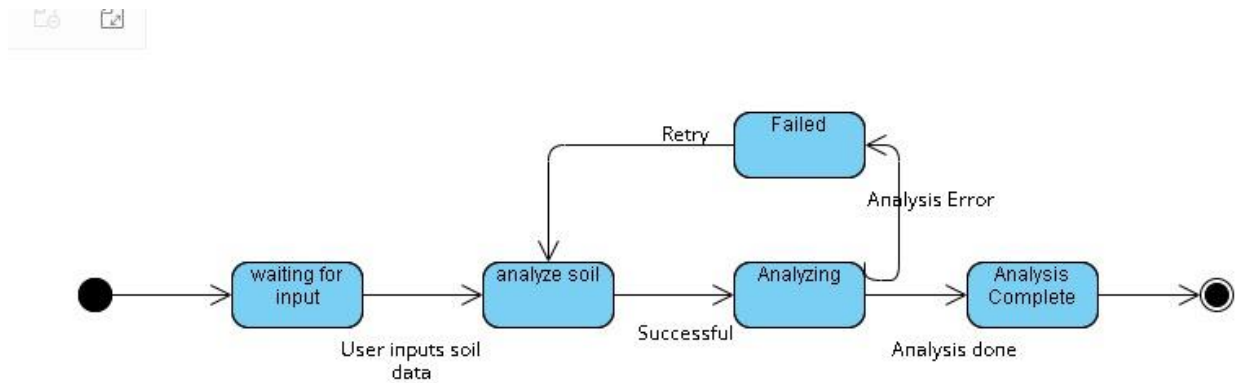 Failed
Retry
Analysis Error
waiting for
input
analyze soil
Analyzing
Analysis
Complete
Successful
User inputs soil
data
Analysis done